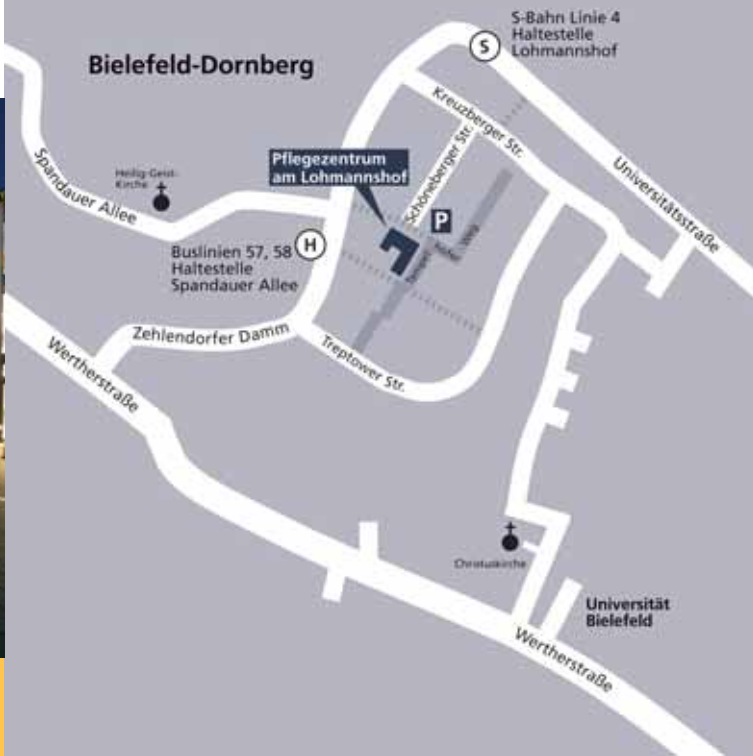 S-Bahn Linie 4
Haltestelle
Lohmannshof
S
Bielefeld-Dornberg
Kreuzberger Str.
Universitätsstraße
Spandauer Allee
Heilig-Geist-
Kirche
Pflegezentrum
am Lohmannshof
Schöneberger Str.
P
H
Buslinien 57, 58
Haltestelle
Spandauer Allee
Weg
Zehlendorfer Damm
Treptower Str.
Wertherstraße
Christuskirche
Universität
Bielefeld
Wertherstraße